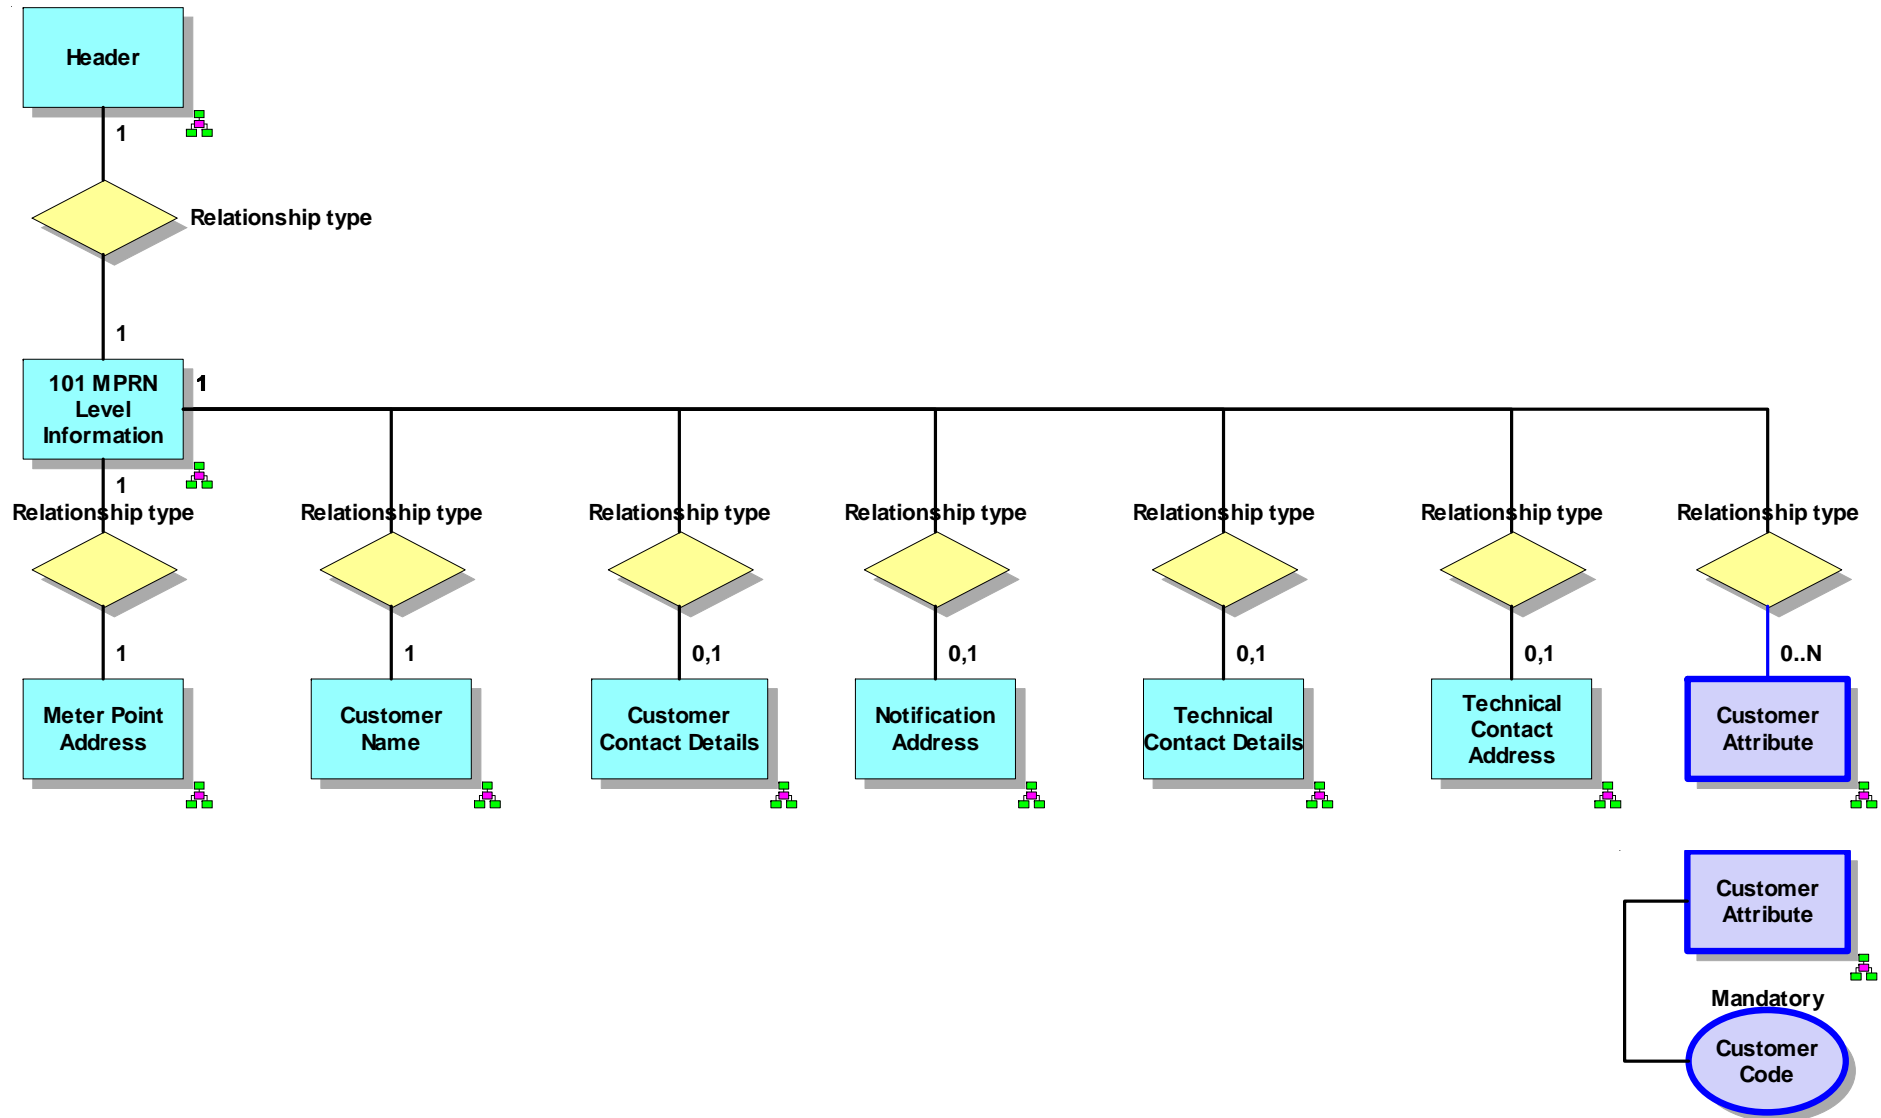 Header
1
Relationship type
1
101 MPRN
Level
Information
1
1
Relationship type
Relationship type
Relationship type
Relationship type
Relationship type
Relationship type
Relationship type
1
1
0,1
0,1
0,1
0,1
0..N
Meter Point
Address
Customer
Name
Customer
Contact Details
Notification
Address
Technical
Contact Details
Technical
Contact
Address
Customer
Attribute
Customer
Attribute
Mandatory
Customer
Code